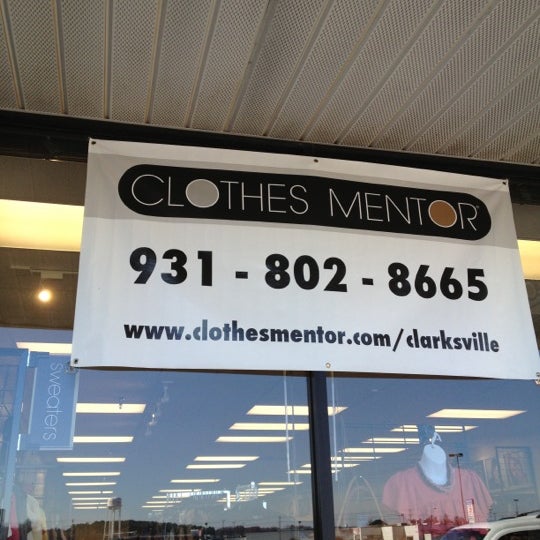 CLOTHES MENTOR
931 - 802 - 8665
www.clothesmentor.com/clarksville
sweaters